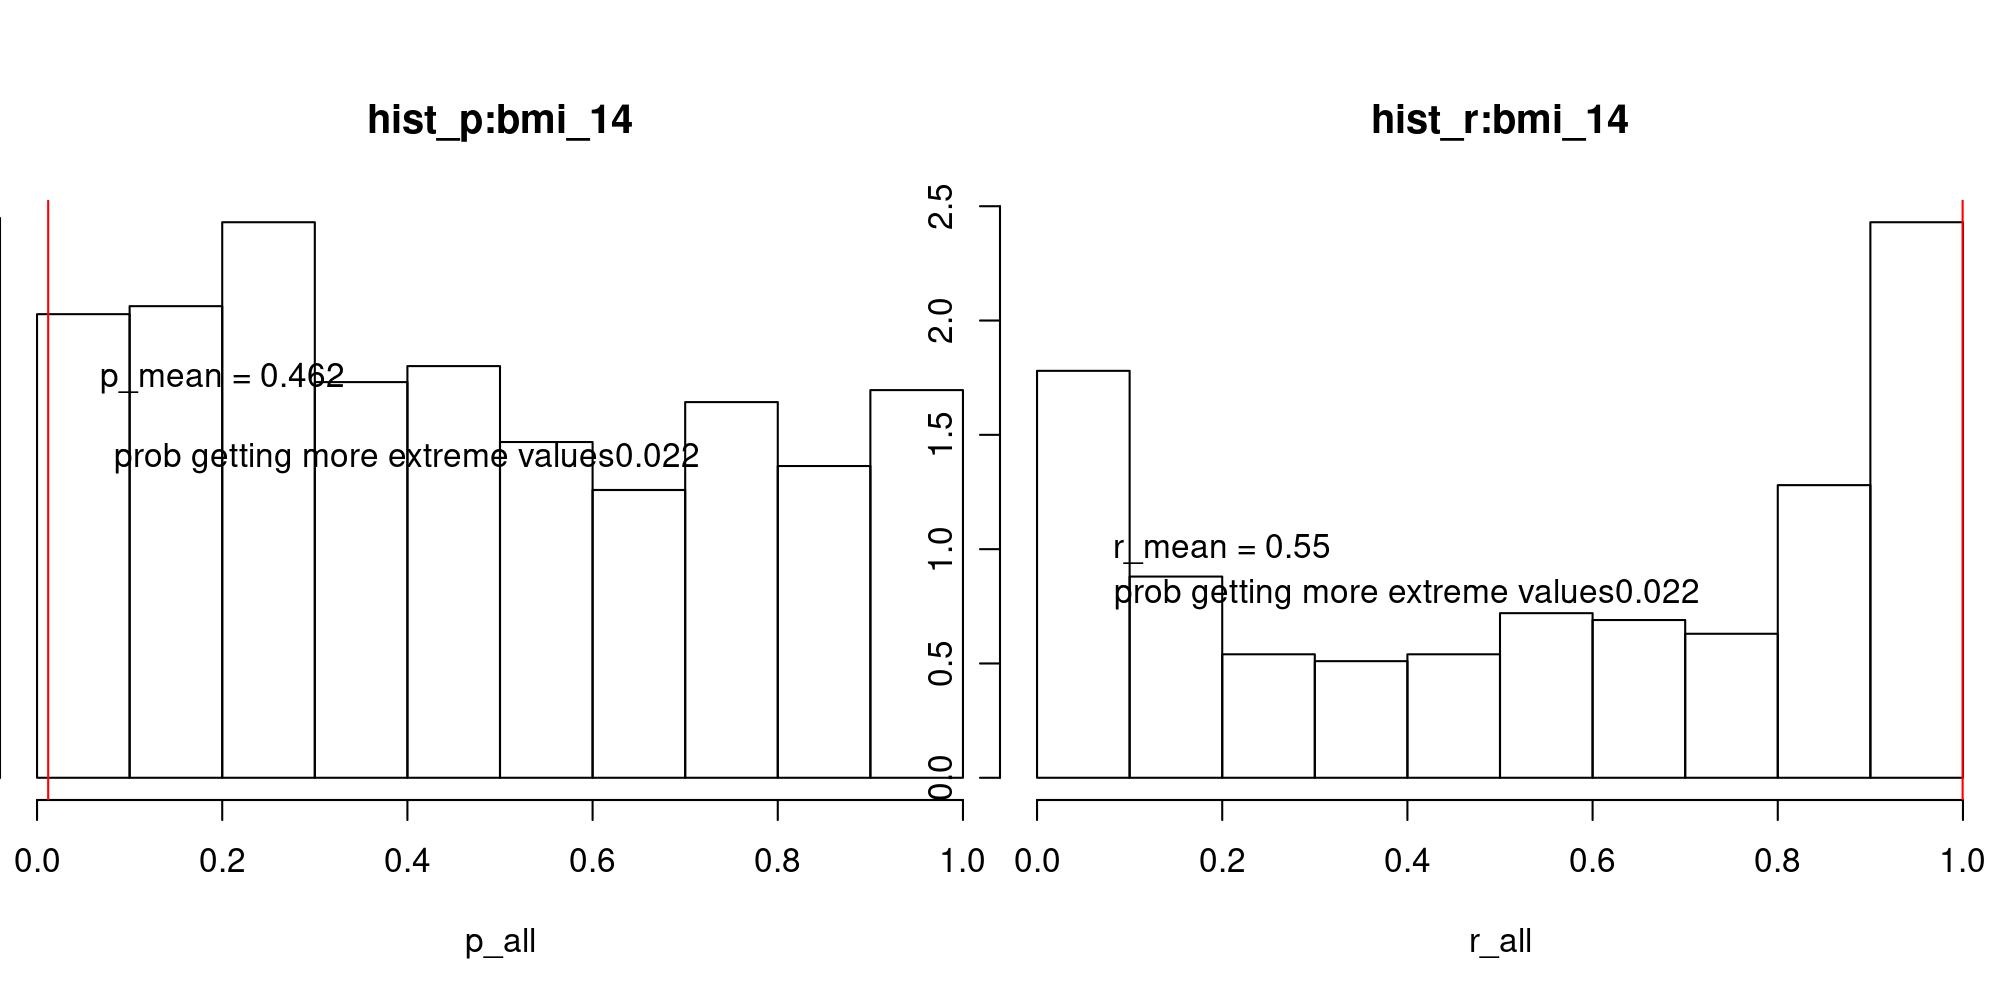 hist_p:bmi_14
p_mean = 0.462
prob getting more extreme values0.022
0.0 0.2 0.4 0.6 0.8 1.0
p_all
hist_r:bmi_14
2.5
2.0
1.5
1.0
0.5
0.0
r_mean = 0.55
prob getting more extreme values0.022
0.0 0.2 0.4 0.6 0.8 1.0
r_all